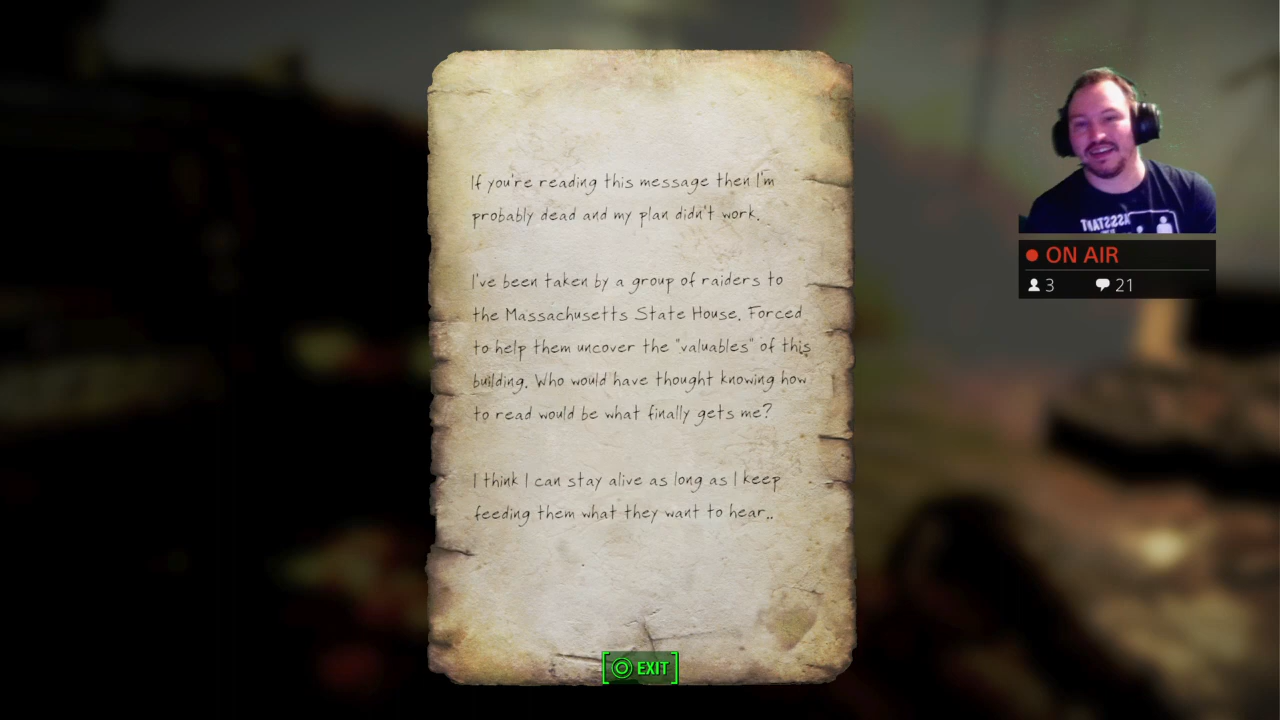 If you're reading this message then I'm
probably dead and my plan didn't work.
I've been taken by a group of raiders to
the Massachusetts State House. Forced
to help them uncover the "valuables" of this
building. Who would have thought knowing how
to read would be what finally gets me?
I think I can stay alive as long as I keep
feeding them what they want to hear..
EXIT
ON AIR
3 21